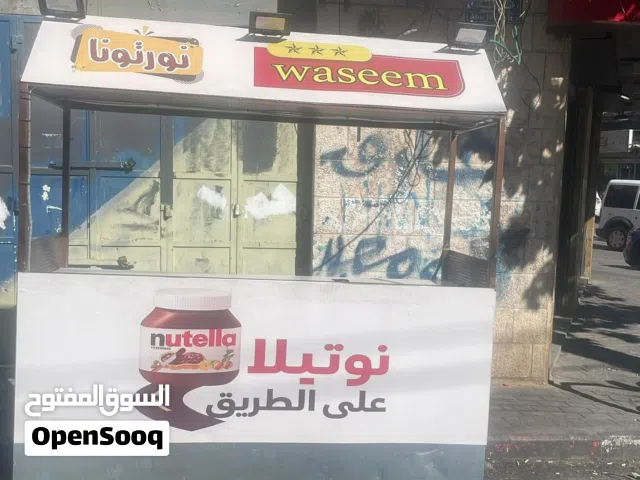 نورتونا
waseem
nutella
نوتيلا
على الطريق
السوق المفتوح
OpenSooq